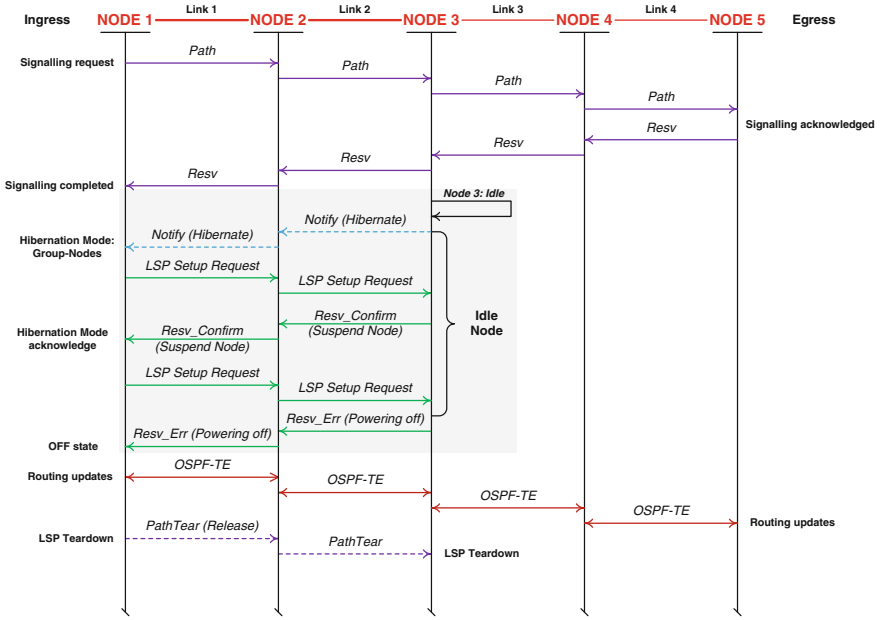 Ingress NODE 1 Link 1 NODE 2 Link 2 NODE 3 Link 3 NODE 4 Link 4 NODE 5 Egress
Signalling request
Path
Path
Path
Path
Signalling acknowledged
Resv
Resv
Resv
Resv
Signalling completed
Node 3: Idle
Notify (Hibernate)
Notify (Hibernate)
Hibernation Mode:
Group-Nodes
LSP Setup Request
LSP Setup Request
Idle
Node
Resv_Confirm
(Suspend Node)
Resv_Confirm
(Suspend Node)
Hibernation Mode
acknowledge
LSP Setup Request
LSP Setup Request
Resv_Err (Powering off)
Resv_Err (Powering off)
OFF state
OSPF-TE
Routing updates
OSPF-TE
OSPF-TE
OSPF-TE
Routing updates
PathTear (Release)
LSP Teardown
PathTear
LSP Teardown